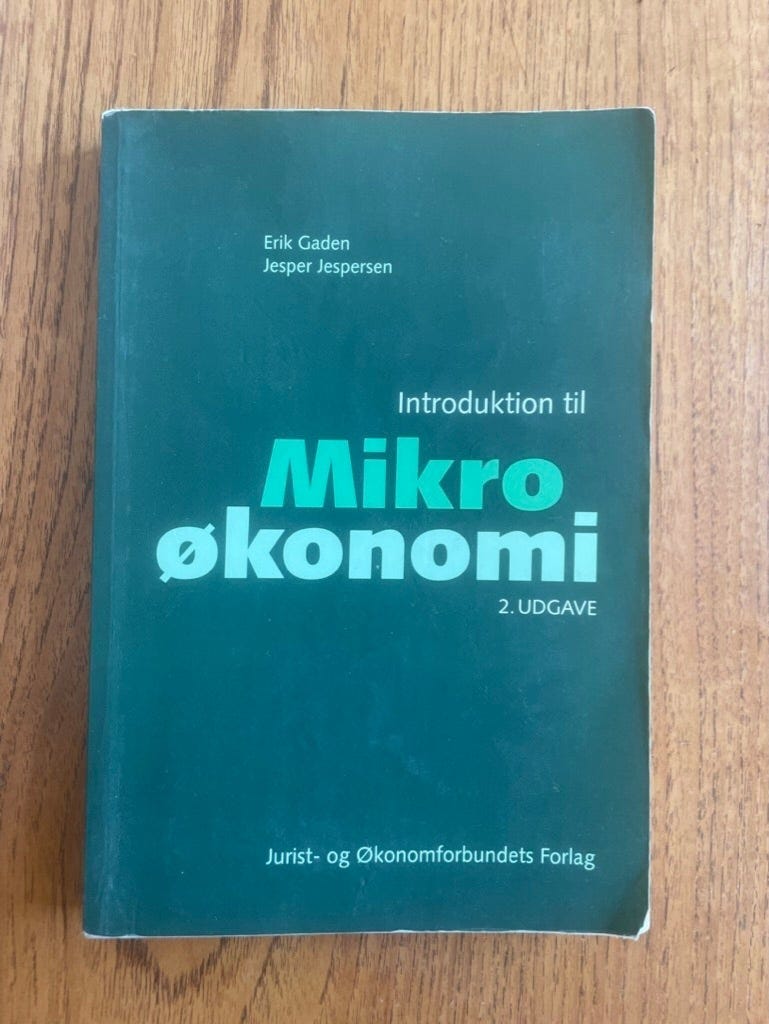 Erik Gaden
Jesper Jespersen
Introduktion til
Mikro
økonomi
2. UDGAVE
Jurist- og Økonomforbundets Forlag